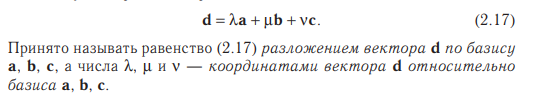 d = λa + μb + νc. (2.17)
Принято называть равенство (2.17) разложением вектора d по базису
a, b, c, а числа λ, μ и ν — координатами вектора d относительно
базиса a, b, c.